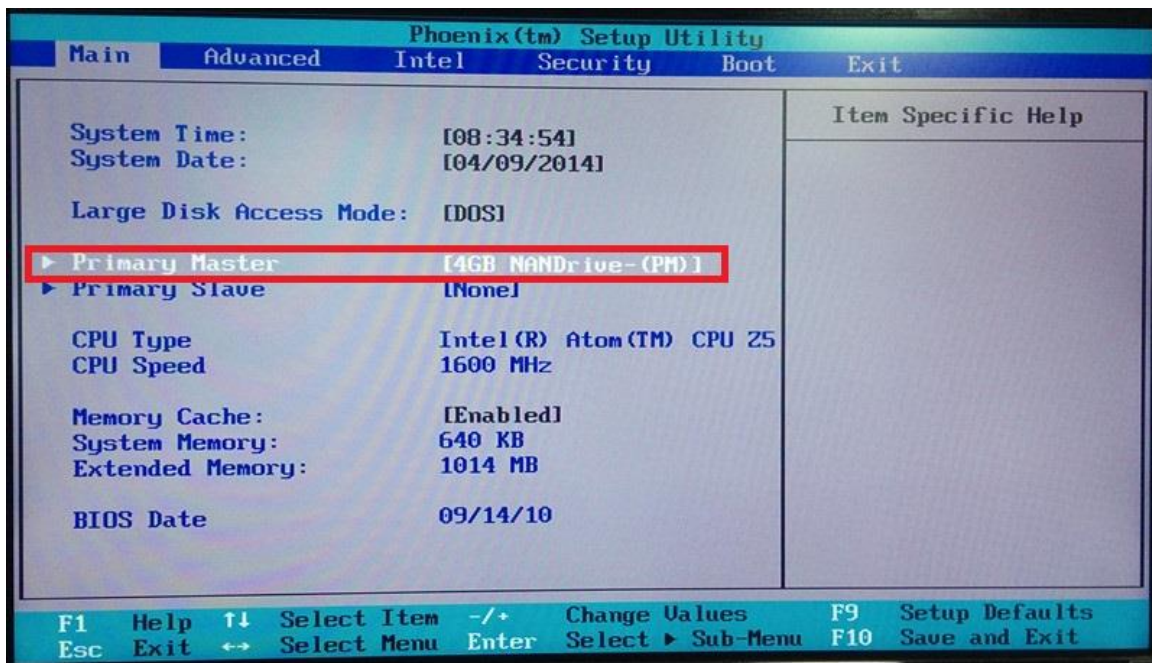 Phoenix(tm) Setup Utility
Main Advanced Intel Security Boot Exit
Item Specific Help
System Time: [08:34:54]
System Date: [04/09/2014]
Large Disk Access Mode: [DOS]
▶ Primary Master [4GB NANDrive-(PM)]
▶ Primary Slave [None]
CPU Type Intel(R) Atom(TM) CPU Z5
CPU Speed 1600 MHz
Memory Cache: [Enabled]
System Memory: 640 KB
Extended Memory: 1014 MB
BIOS Date 09/14/10
F1 Help ↑↓ Select Item -/+ Change Values F9 Setup Defaults
Esc Exit ↔ Select Menu Enter Select ▶ Sub-Menu F10 Save and Exit